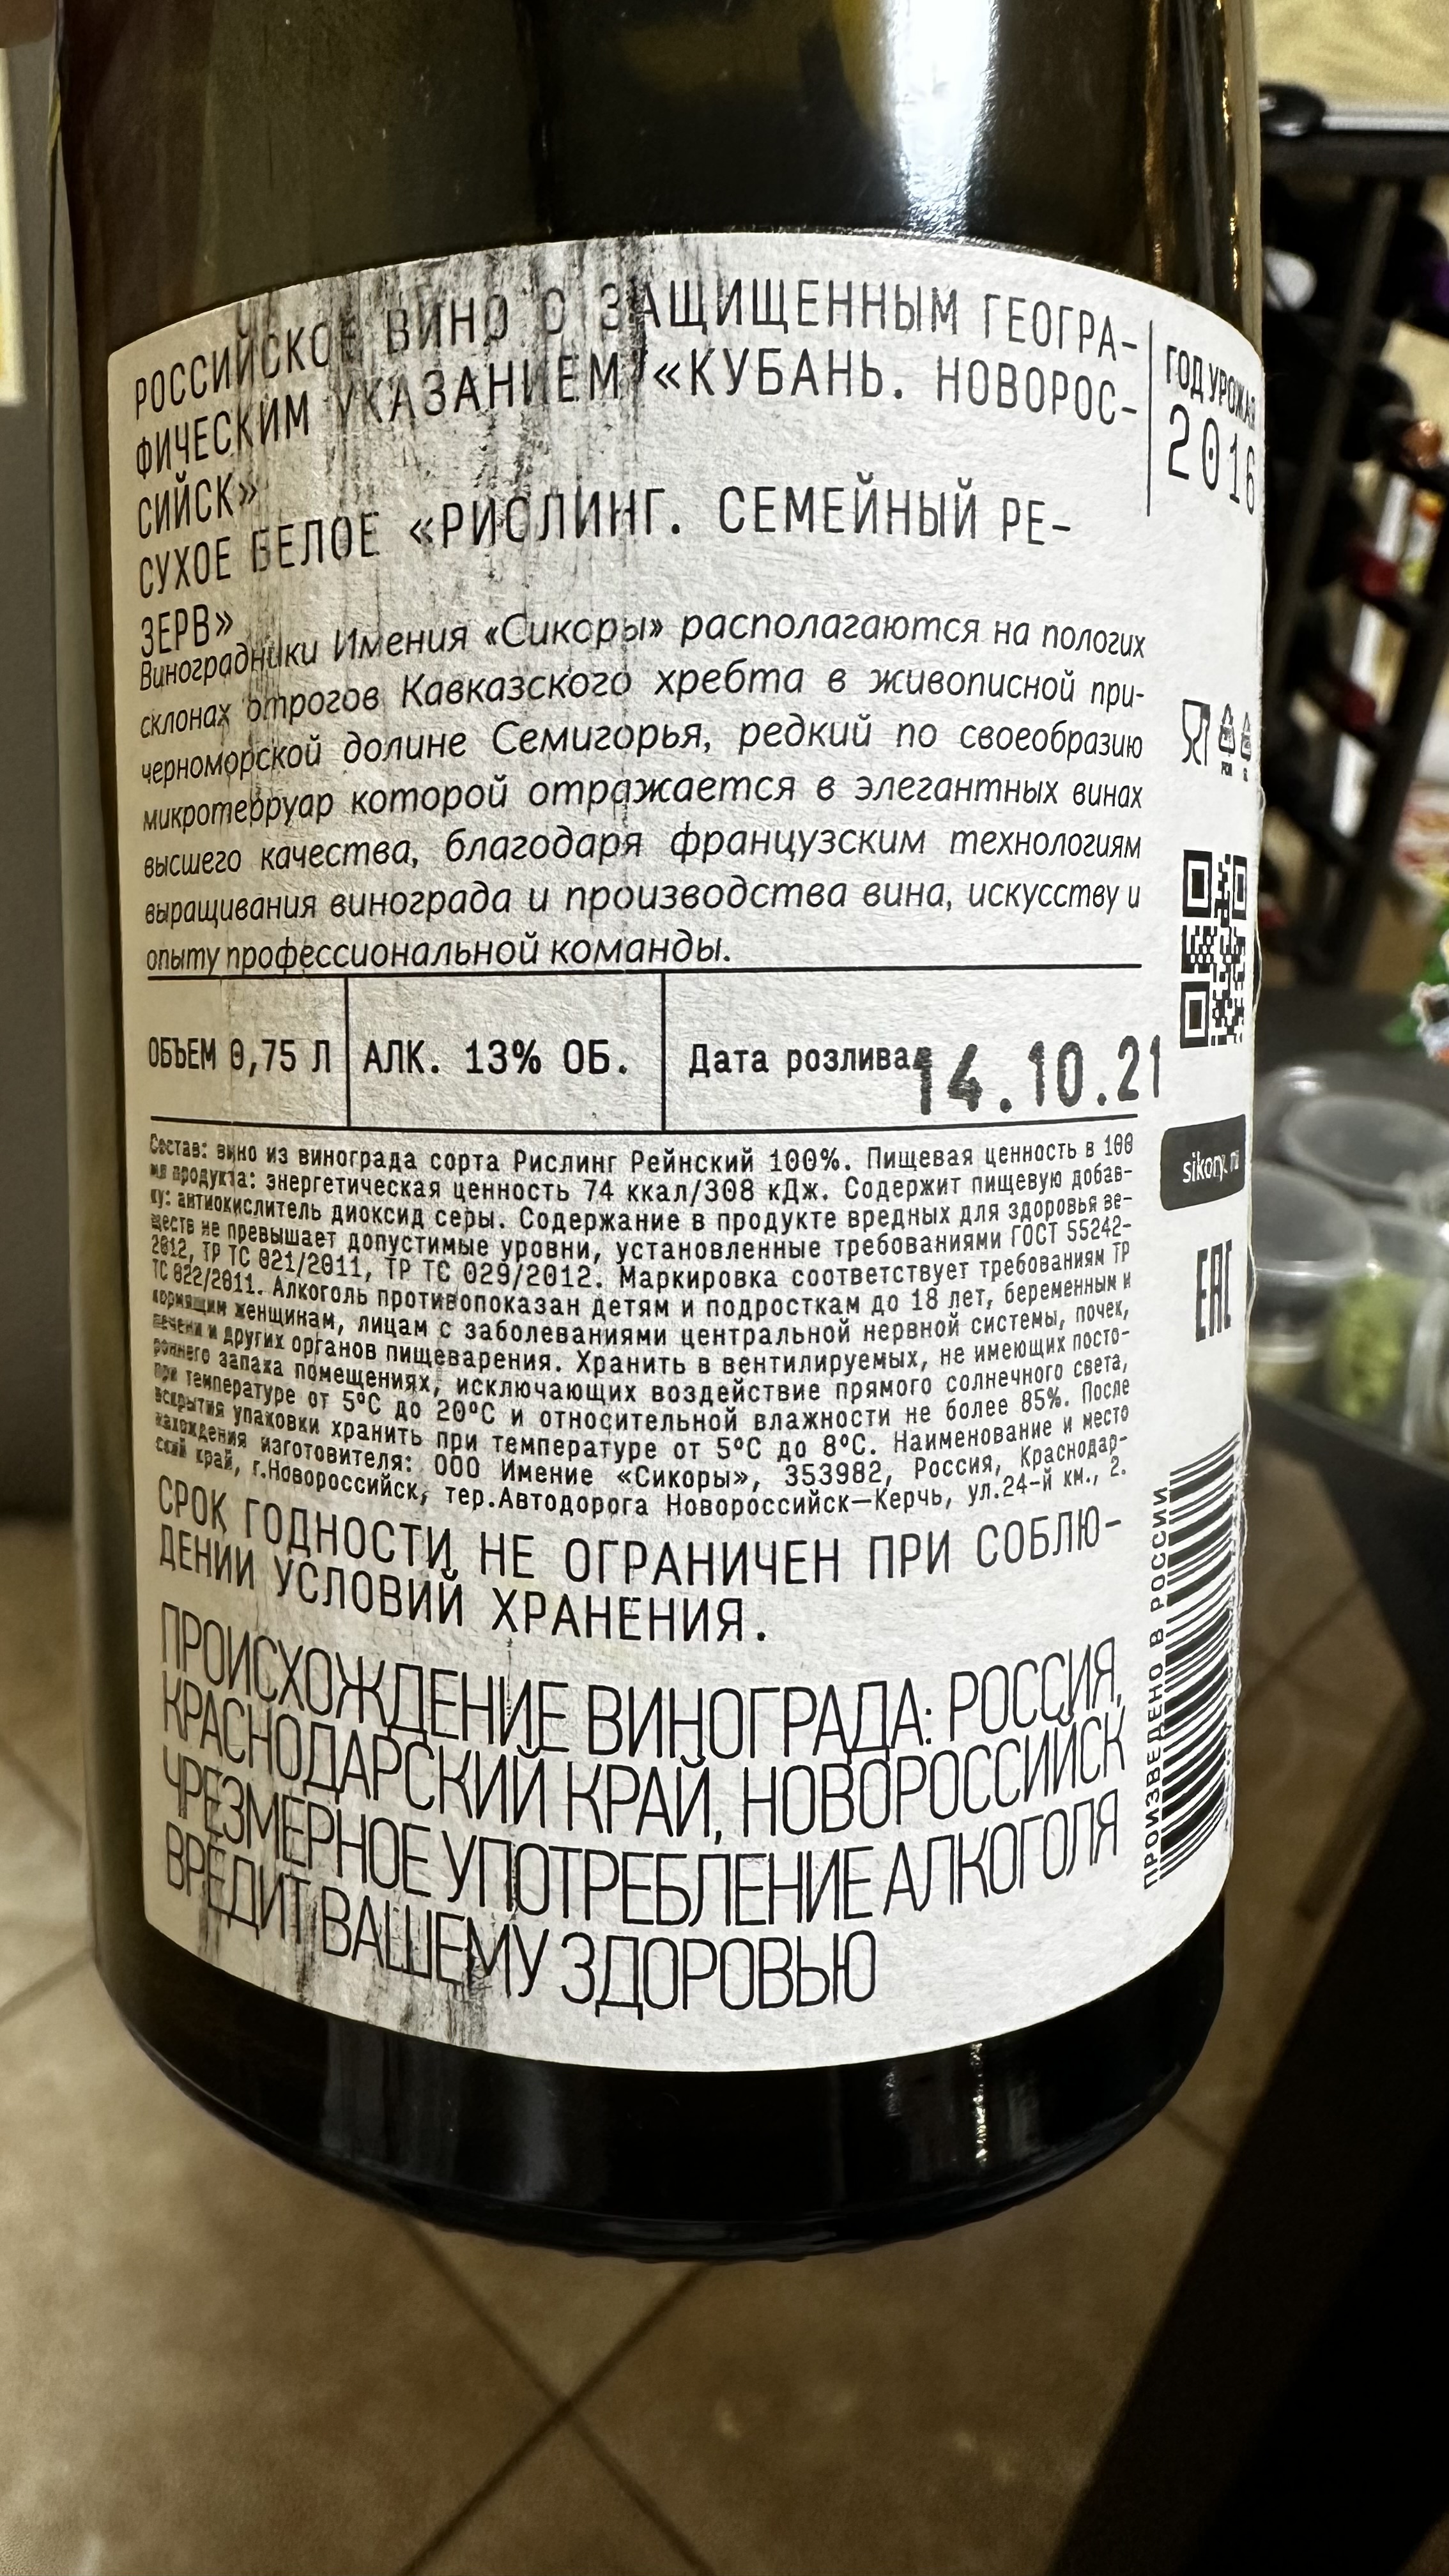 РОССИЙСКОЕ ВИНО С ЗАЩИЩЕННЫМ ГЕОГРА-
ФИЧЕСКИМ УКАЗАНИЕМ «КУБАНЬ. НОВОРОС-
СИЙСК»
СУХОЕ БЕЛОЕ «РИСЛИНГ. СЕМЕЙНЫЙ РЕ-
ЗЕРВ»
ГОД УРОЖАЯ
2016
Виноградники Имения «Сикоры» располагаются на пологих
склонах отрогов Кавказского хребта в живописной при-
черноморской долине Семигорья, редкий по своеобразию
микротерруар которой отражается в элегантных винах
высшего качества, благодаря французским технологиям
выращивания винограда и производства вина, искусству и
опыту профессиональной команды.
ОБЪЕМ 0,75 Л
АЛК. 13% ОБ.
Дата розлива:
14.10.21
Состав: вино из винограда сорта Рислинг Рейнский 100%. Пищевая ценность в 100
мл продукта: энергетическая ценность 74 ккал/308 кДж. Содержит пищевую добав-
ку: антиокислитель диоксид серы. Содержание в продукте вредных для здоровья ве-
ществ не превышает допустимые уровни, установленные требованиями ГОСТ 55242-
2012, ТР ТС 021/2011, ТР ТС 029/2012. Маркировка соответствует требованиям ТР
ТС 022/2011. Алкоголь противопоказан детям и подросткам до 18 лет, беременным и
кормящим женщинам, лицам с заболеваниями центральной нервной системы, почек,
печени и других органов пищеварения. Хранить в вентилируемых, не имеющих посто-
роннего запаха помещениях, исключающих воздействие прямого солнечного света,
при температуре от 5°С до 20°С и относительной влажности не более 85%. После
вскрытия упаковки хранить при температуре от 5°С до 8°С. Наименование и место
нахождения изготовителя: ООО Имение «Сикоры», 353982, Россия, Краснодар-
ский край, г.Новороссийск, тер.Автодорога Новороссийск—Керчь, ул.24-й км., 2.
СРОК ГОДНОСТИ НЕ ОГРАНИЧЕН ПРИ СОБЛЮ-
ДЕНИИ УСЛОВИЙ ХРАНЕНИЯ.
ПРОИСХОЖДЕНИЕ ВИНОГРАДА: РОССИЯ,
КРАСНОДАРСКИЙ КРАЙ, НОВОРОССИЙСК
ЧРЕЗМЕРНОЕ УПОТРЕБЛЕНИЕ АЛКОГОЛЯ
ВРЕДИТ ВАШЕМУ ЗДОРОВЬЮ
sikory.ru
EAC
ПРОИЗВЕДЕНО В РОССИИ